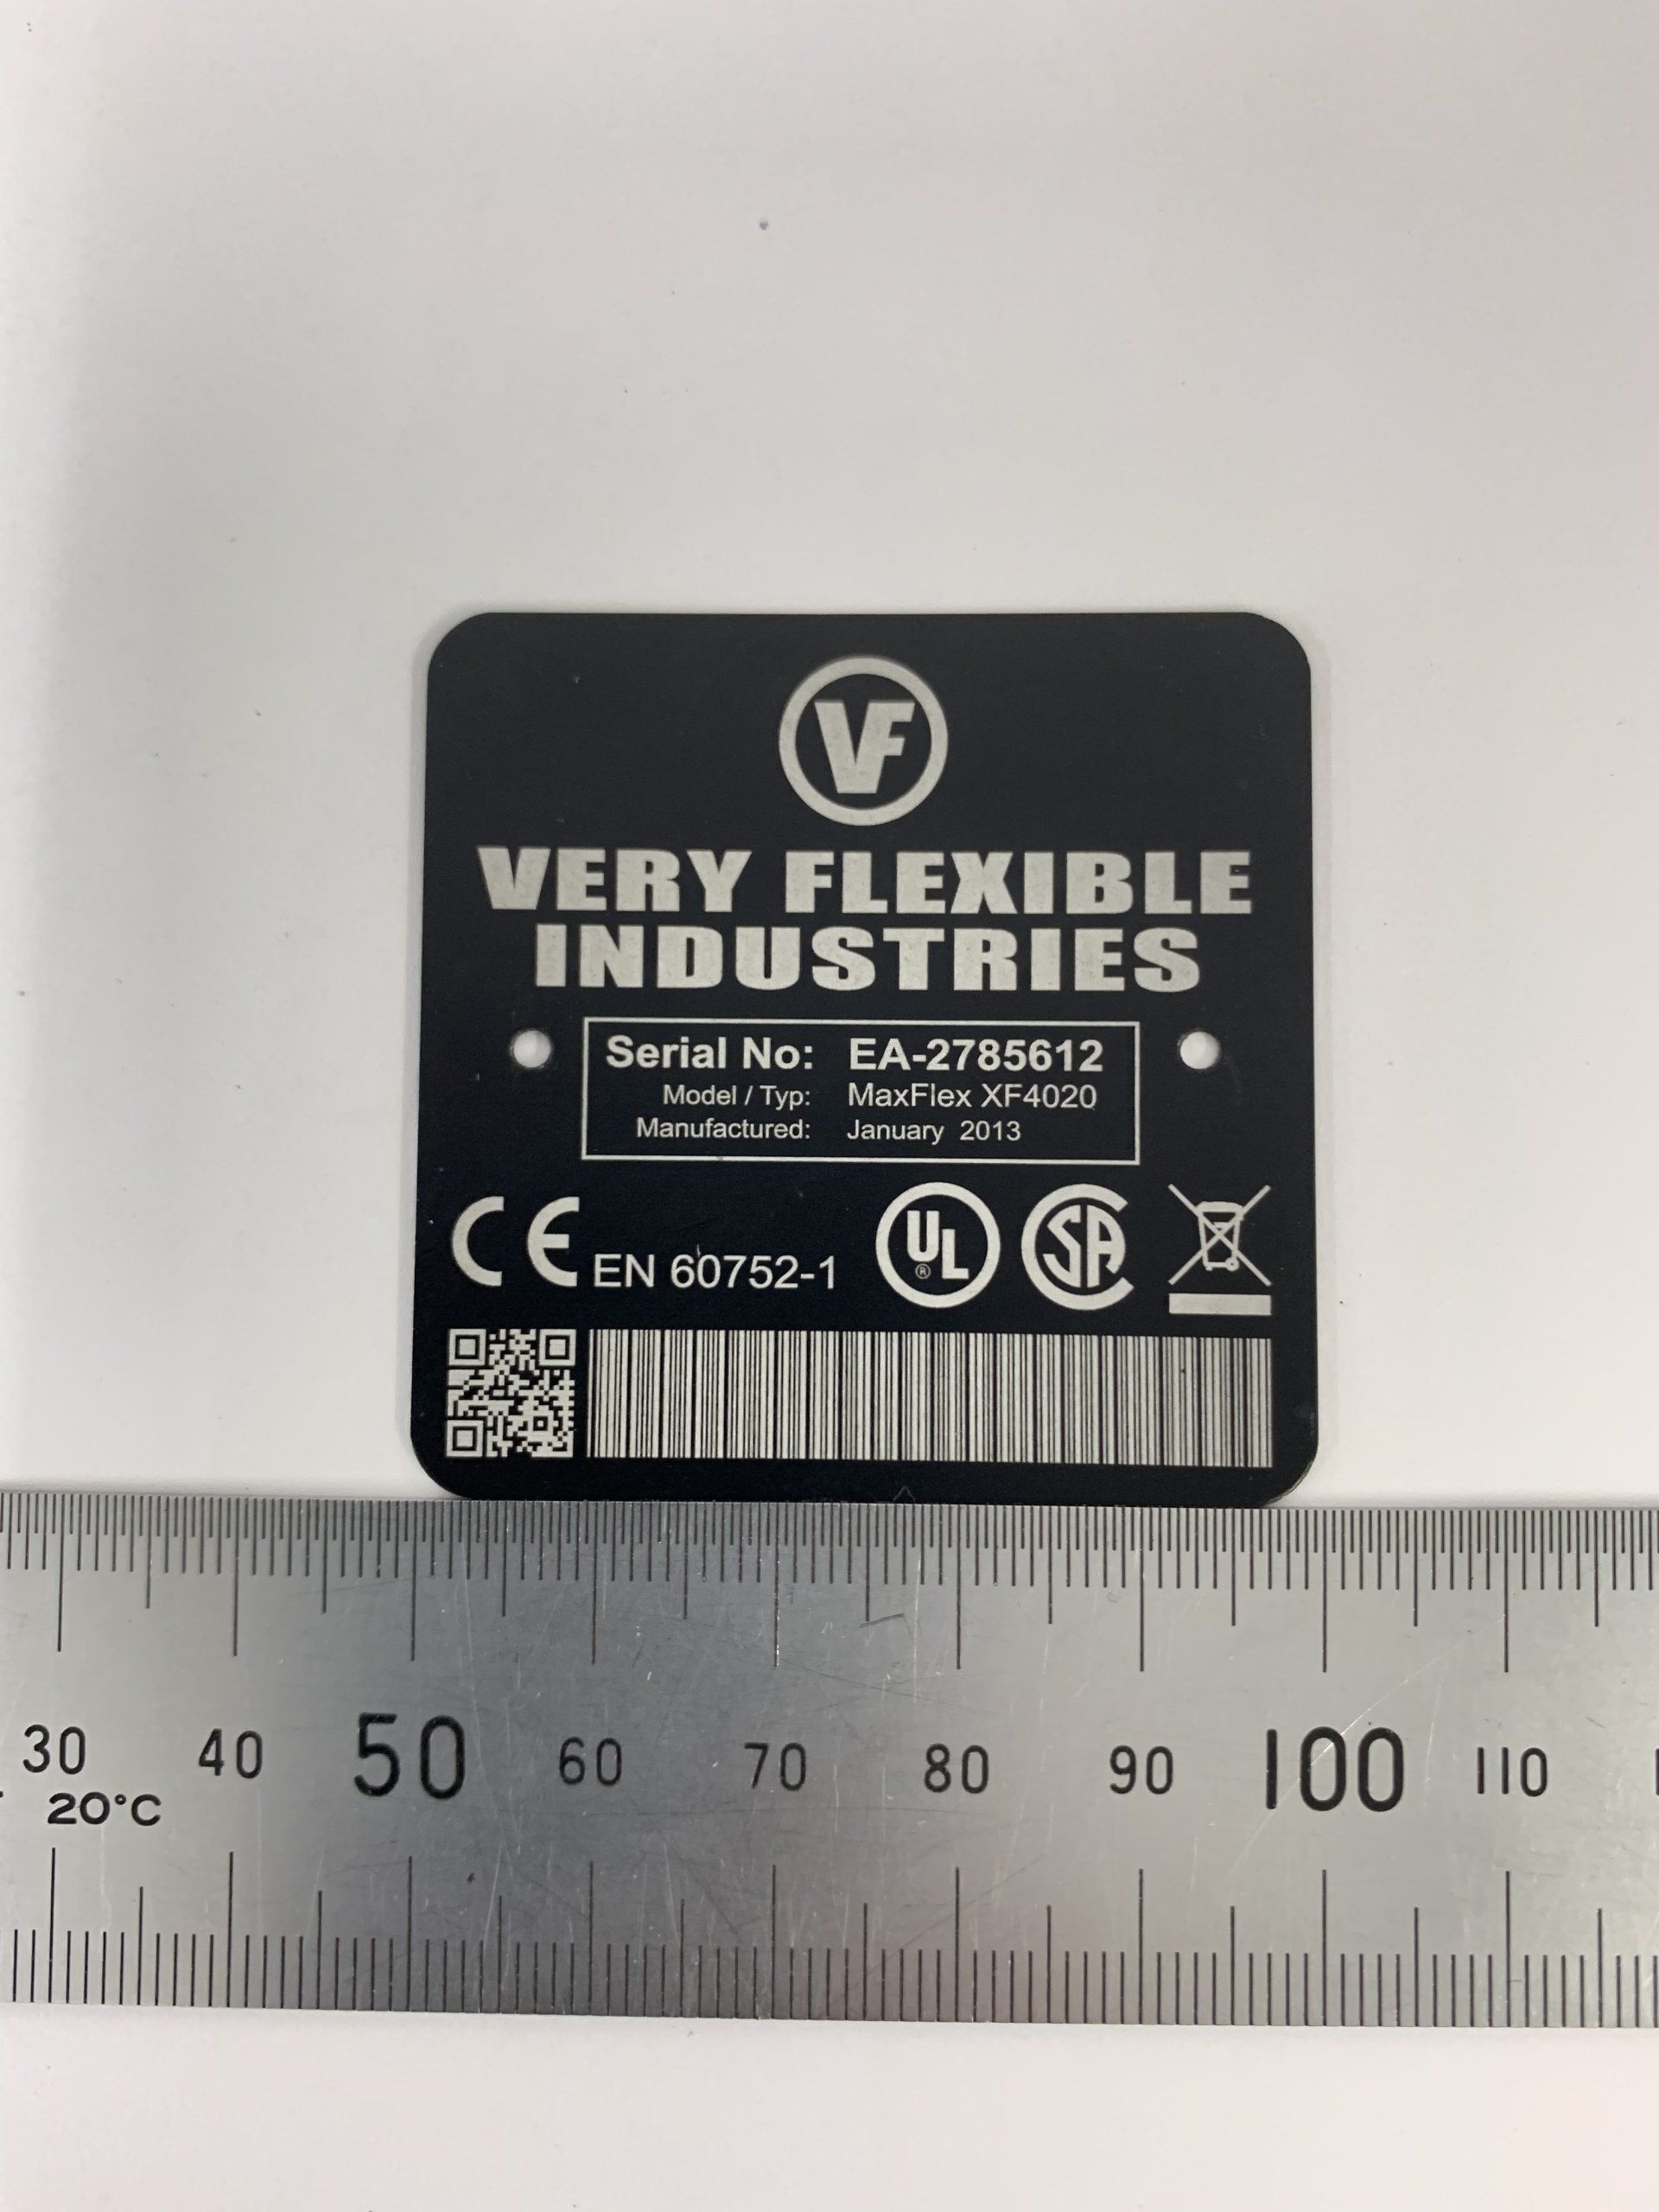 VF
VERY FLEXIBLE
INDUSTRIES
Serial No: EA-2785612
Model / Typ: MaxFlex XF4020
Manufactured: January 2013
CE EN 60752-1 UL® SA
30 40 50 60 70 80 90 100 110
20°C